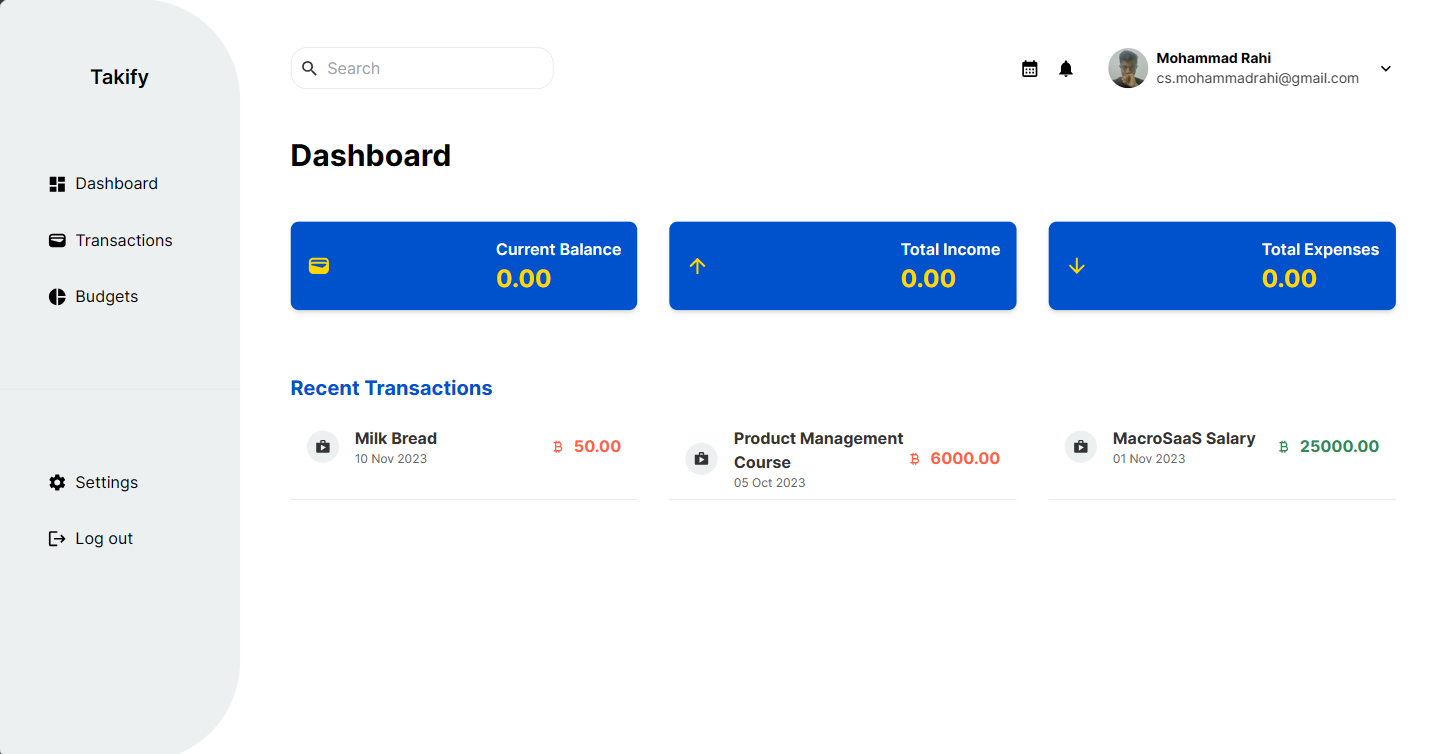 Takify
Dashboard
Transactions
Budgets
Settings
Log out
Search
Mohammad Rahi
cs.mohammadrahi@gmail.com
Dashboard
Current Balance
0.00
Total Income
0.00
Total Expenses
0.00
Recent Transactions
Milk Bread
10 Nov 2023
₿ 50.00
Product Management
Course
05 Oct 2023
₿ 6000.00
MacroSaaS Salary
01 Nov 2023
₿ 25000.00